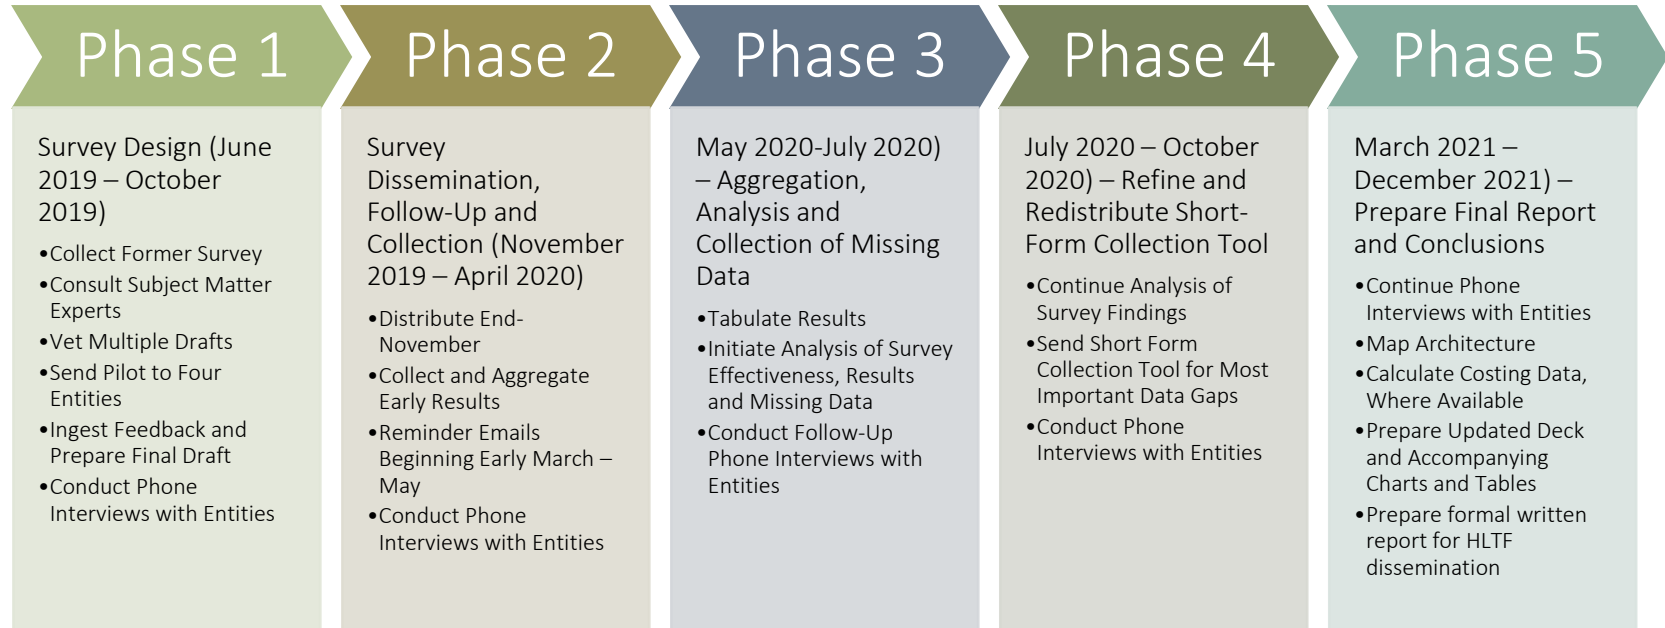 Phase 1
Survey Design (June
2019 – October
2019)
•Collect Former Survey
•Consult Subject Matter
Experts
•Vet Multiple Drafts
•Send Pilot to Four
Entities
•Ingest Feedback and
Prepare Final Draft
•Conduct Phone
Interviews with Entities
Phase 2
Survey
Dissemination,
Follow-Up and
Collection (November
2019 – April 2020)
•Distribute End-
November
•Collect and Aggregate
Early Results
•Reminder Emails
Beginning Early March –
May
•Conduct Phone
Interviews with Entities
Phase 3
May 2020-July 2020)
– Aggregation,
Analysis and
Collection of Missing
Data
•Tabulate Results
•Initiate Analysis of Survey
Effectiveness, Results
and Missing Data
•Conduct Follow-Up
Phone Interviews with
Entities
Phase 4
July 2020 – October
2020) – Refine and
Redistribute Short-
Form Collection Tool
•Continue Analysis of
Survey Findings
•Send Short Form
Collection Tool for Most
Important Data Gaps
•Conduct Phone
Interviews with Entities
Phase 5
March 2021 –
December 2021) –
Prepare Final Report
and Conclusions
•Continue Phone
Interviews with Entities
•Map Architecture
•Calculate Costing Data,
Where Available
•Prepare Updated Deck
and Accompanying
Charts and Tables
•Prepare formal written
report for HLTF
dissemination